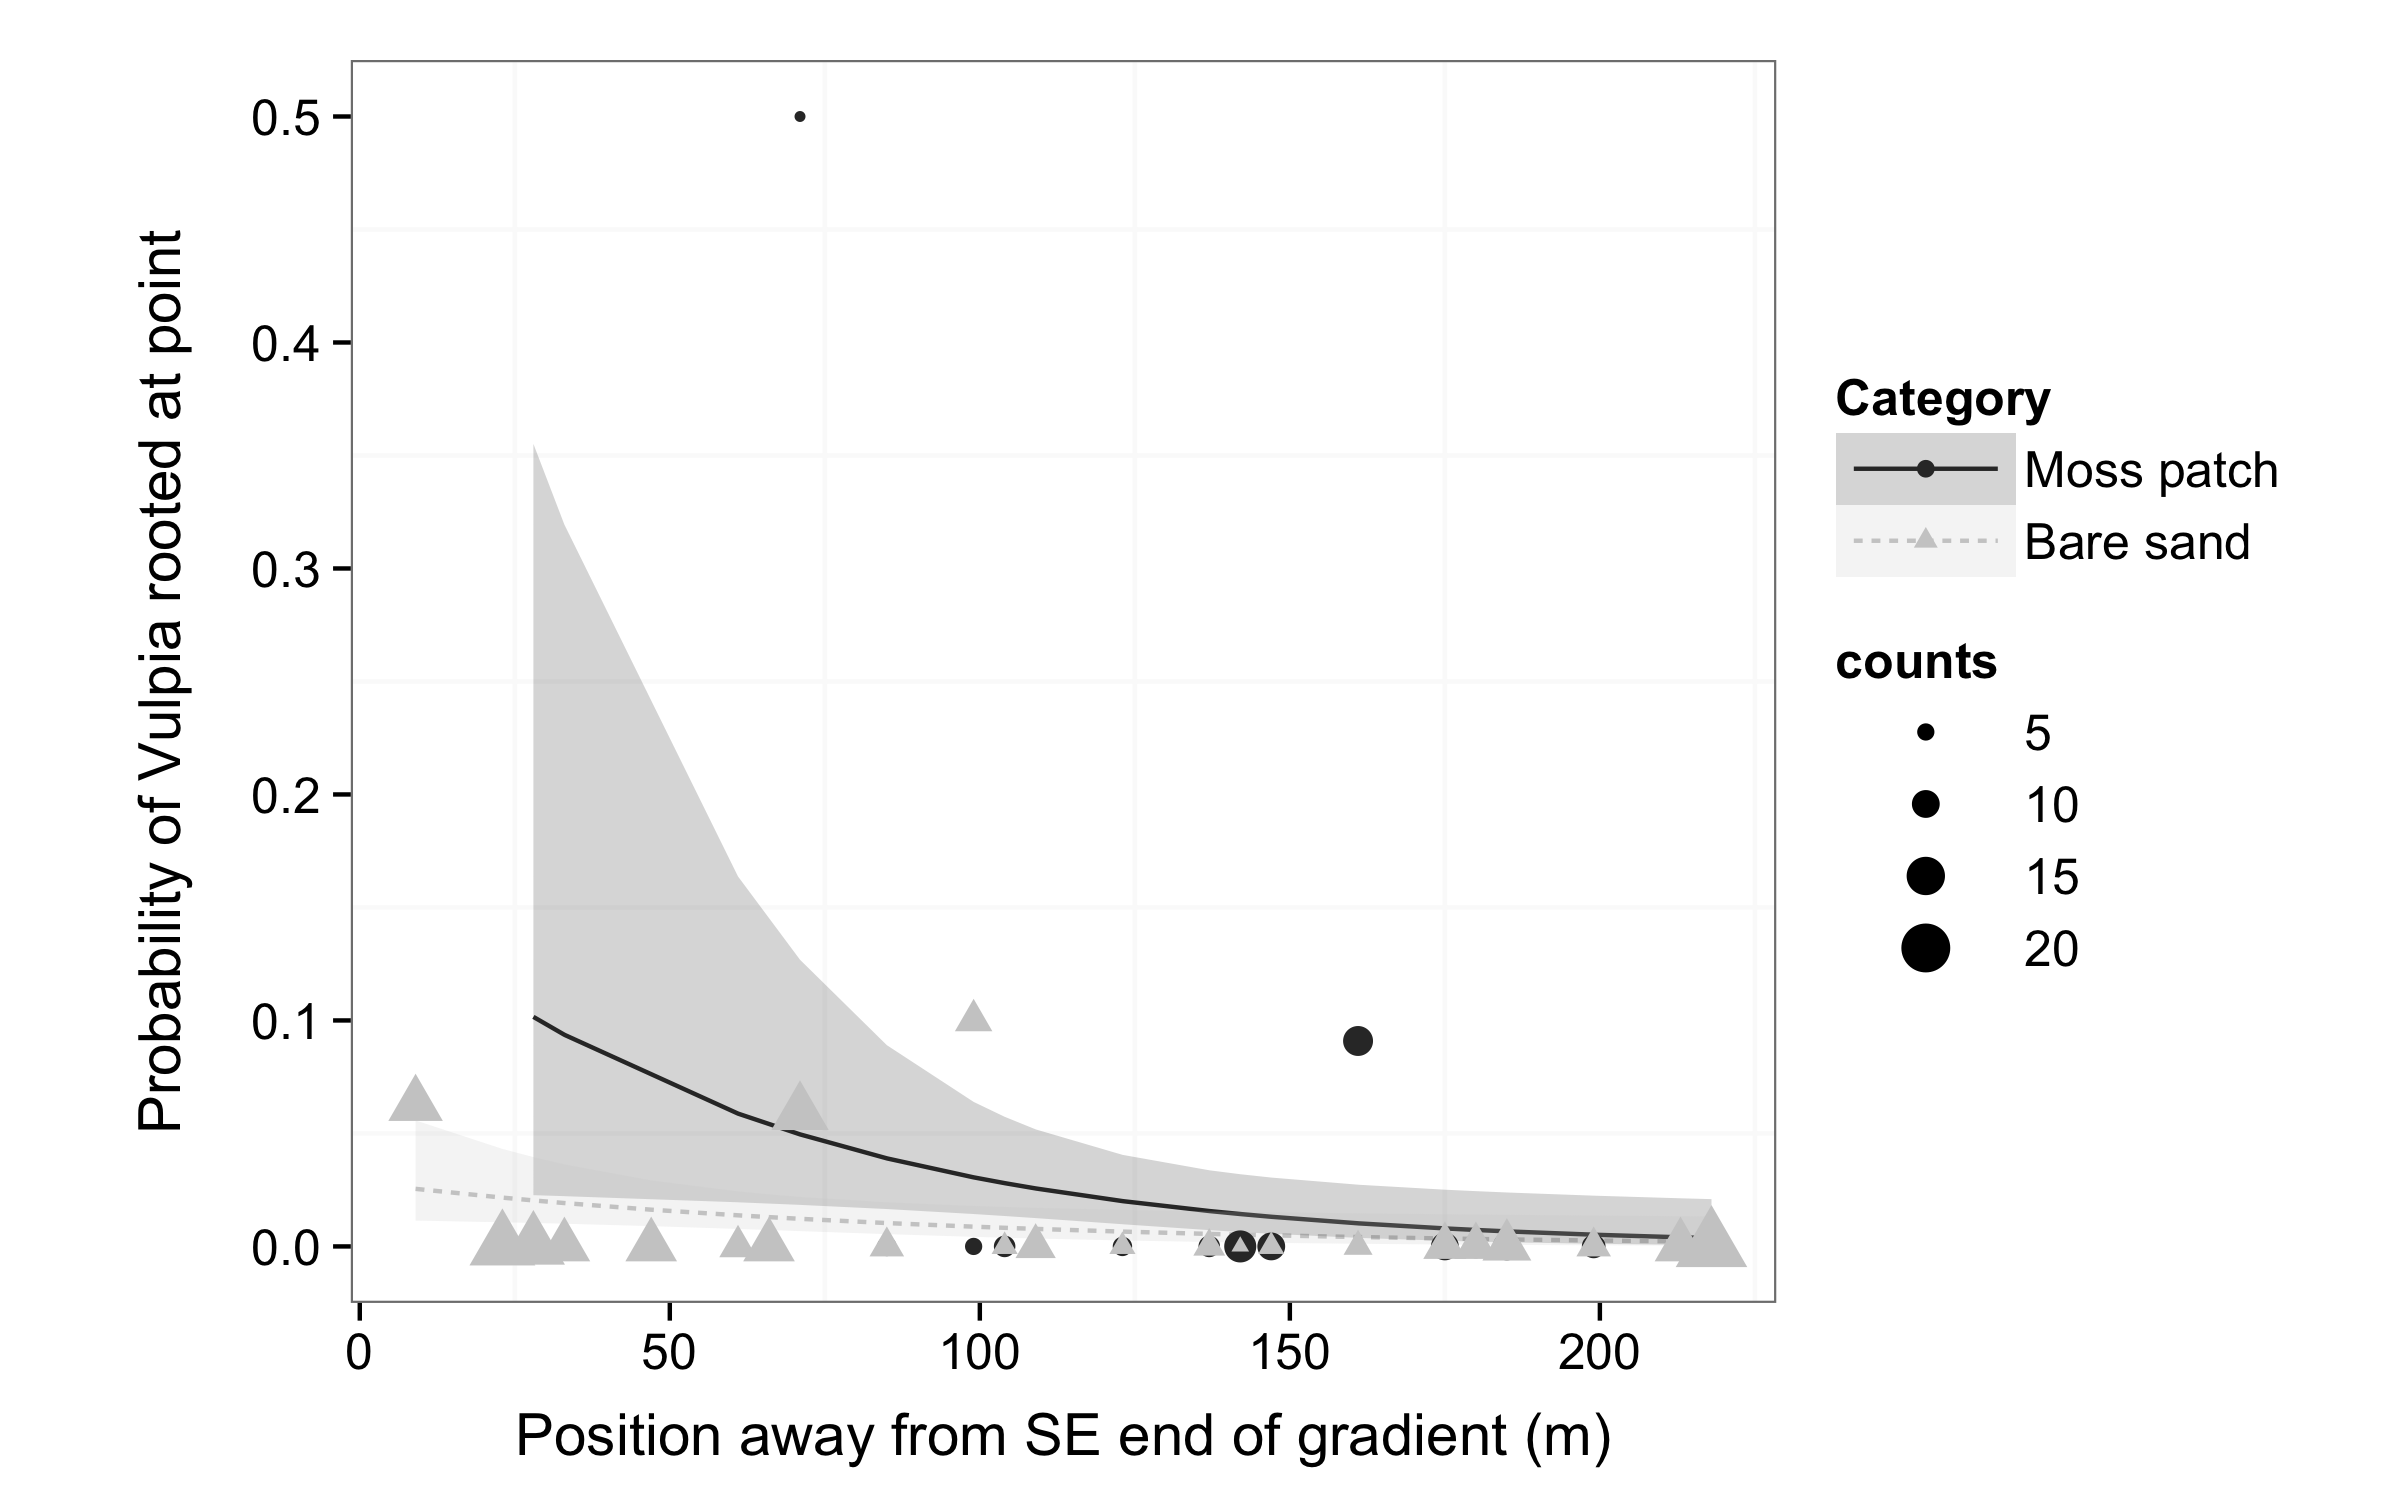 Probability of Vulpia rooted at point
0.5
0.4
0.3
0.2
0.1
0.0
0 50 100 150 200
Position away from SE end of gradient (m)
Category
Moss patch
Bare sand
counts
5
10
15
20